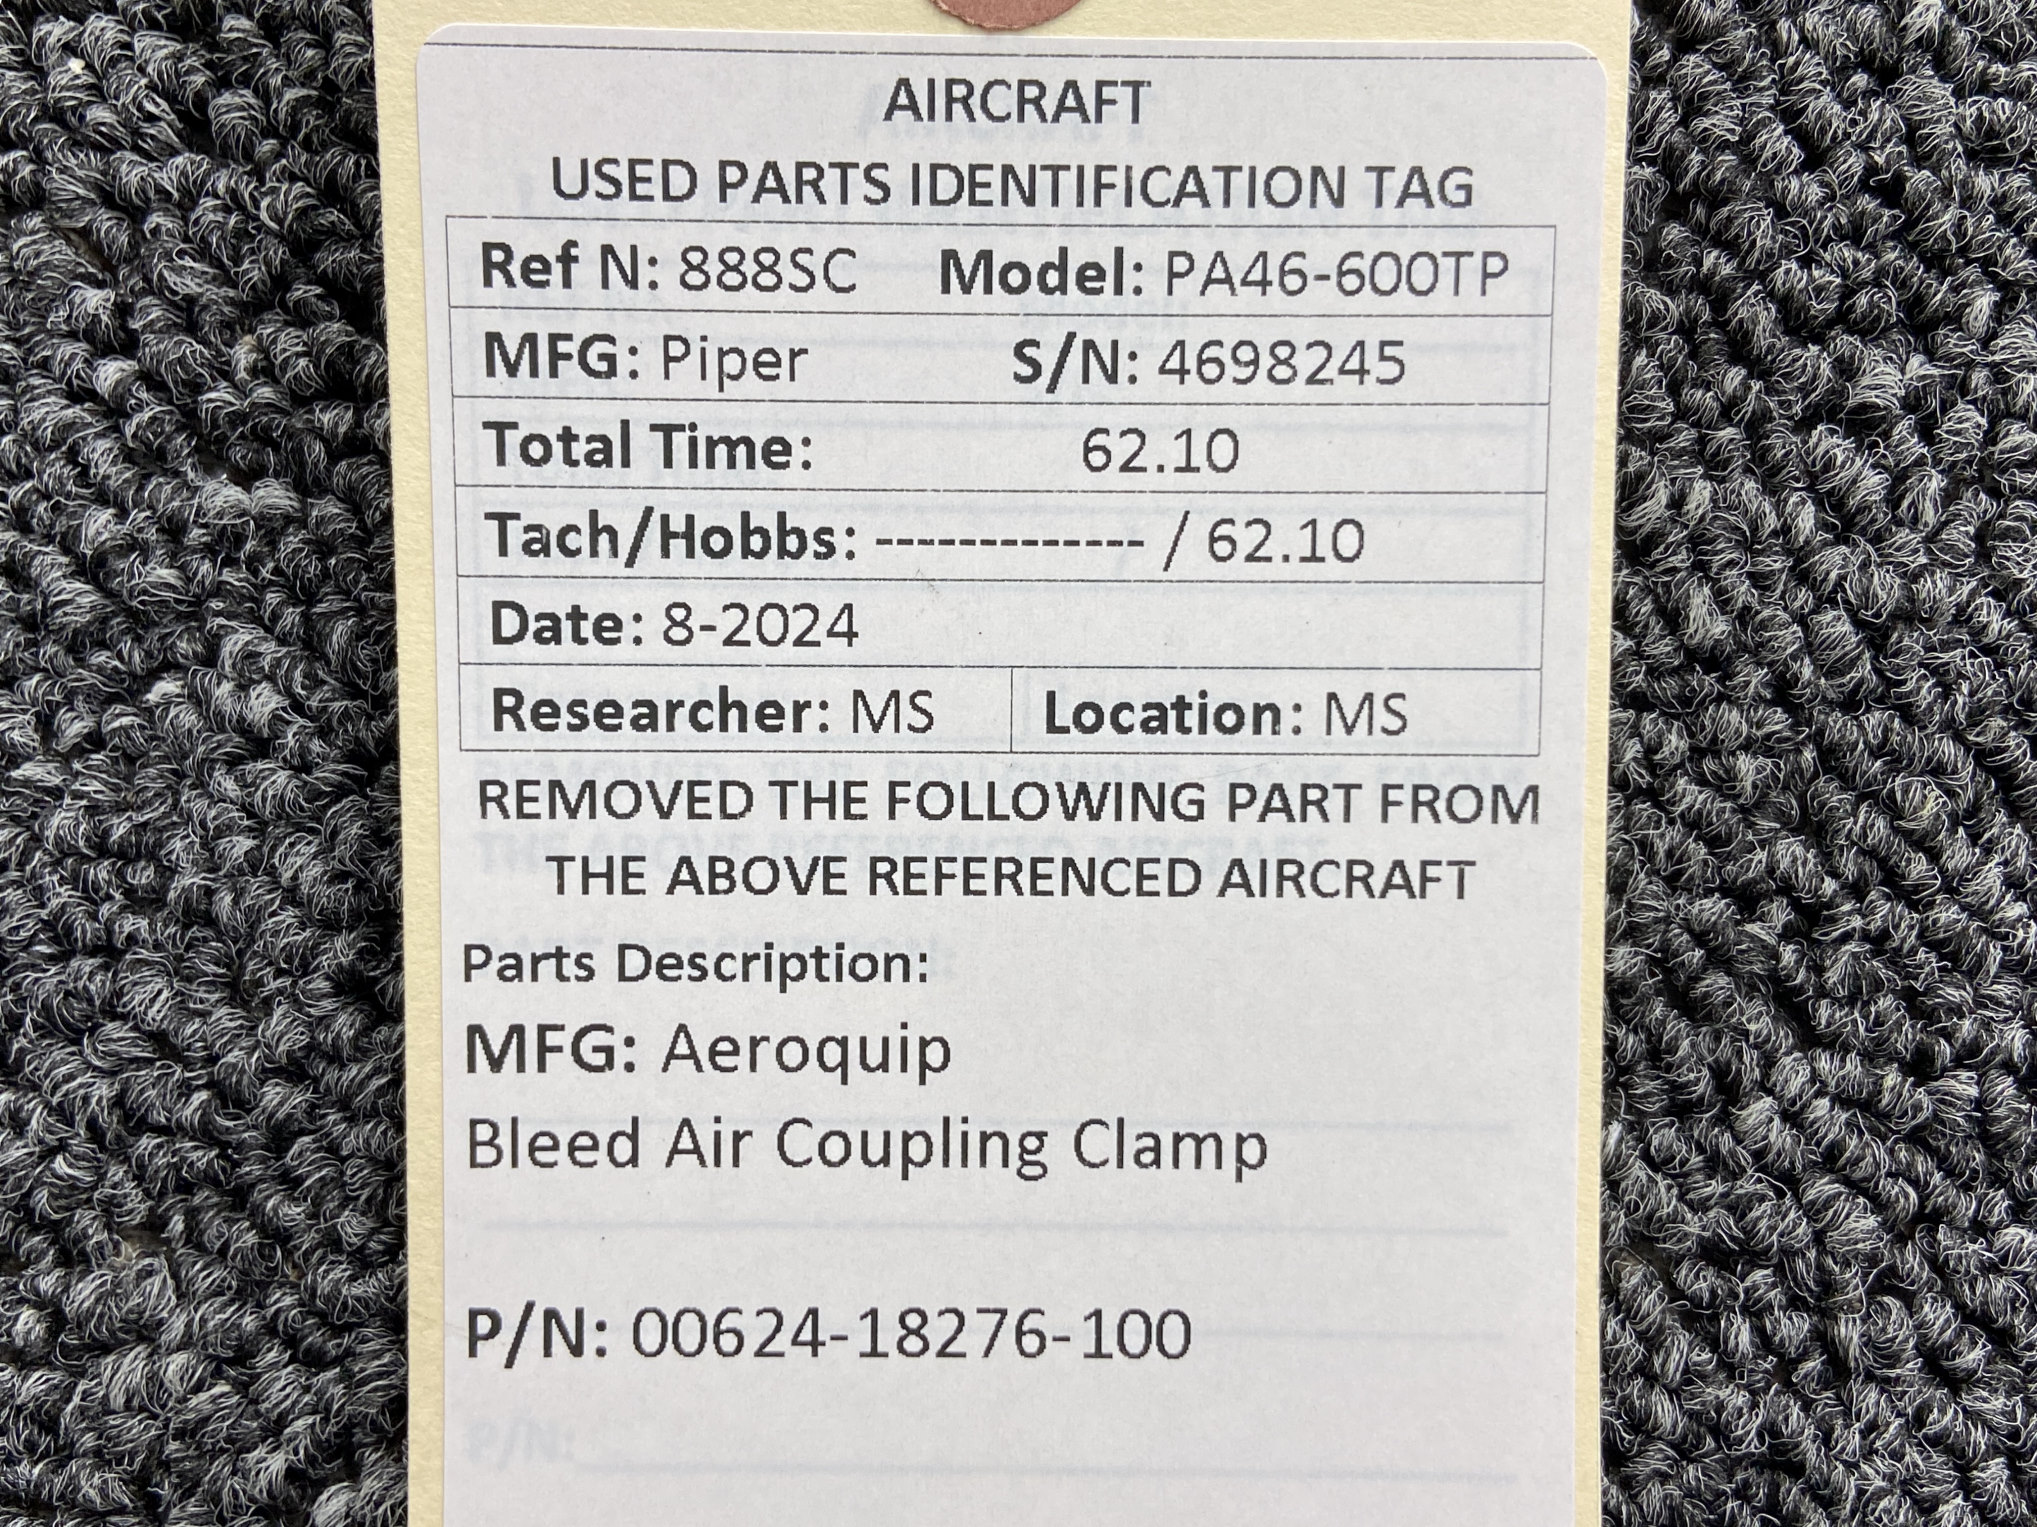 AIRCRAFT
USED PARTS IDENTIFICATION TAG
Ref N: 888SC Model: PA46-600TP
MFG: Piper S/N: 4698245
Total Time: 62.10
Tach/Hobbs: ------------- / 62.10
Date: 8-2024
Researcher: MS Location: MS
REMOVED THE FOLLOWING PART FROM
THE ABOVE REFERENCED AIRCRAFT
Parts Description:
MFG: Aeroquip
Bleed Air Coupling Clamp
P/N: 00624-18276-100
P/N: